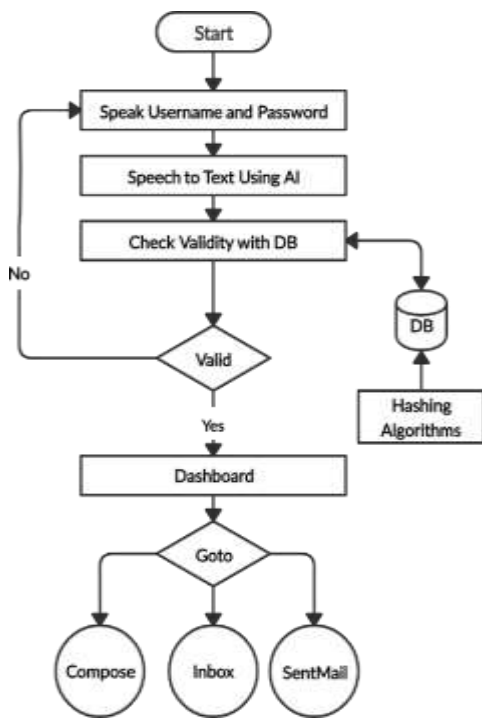 Start
Speak Username and Password
Speech to Text Using AI
Check Validity with DB
No
DB
Valid
Hashing
Algorithms
Yes
Dashboard
Goto
Compose
Inbox
SentMail